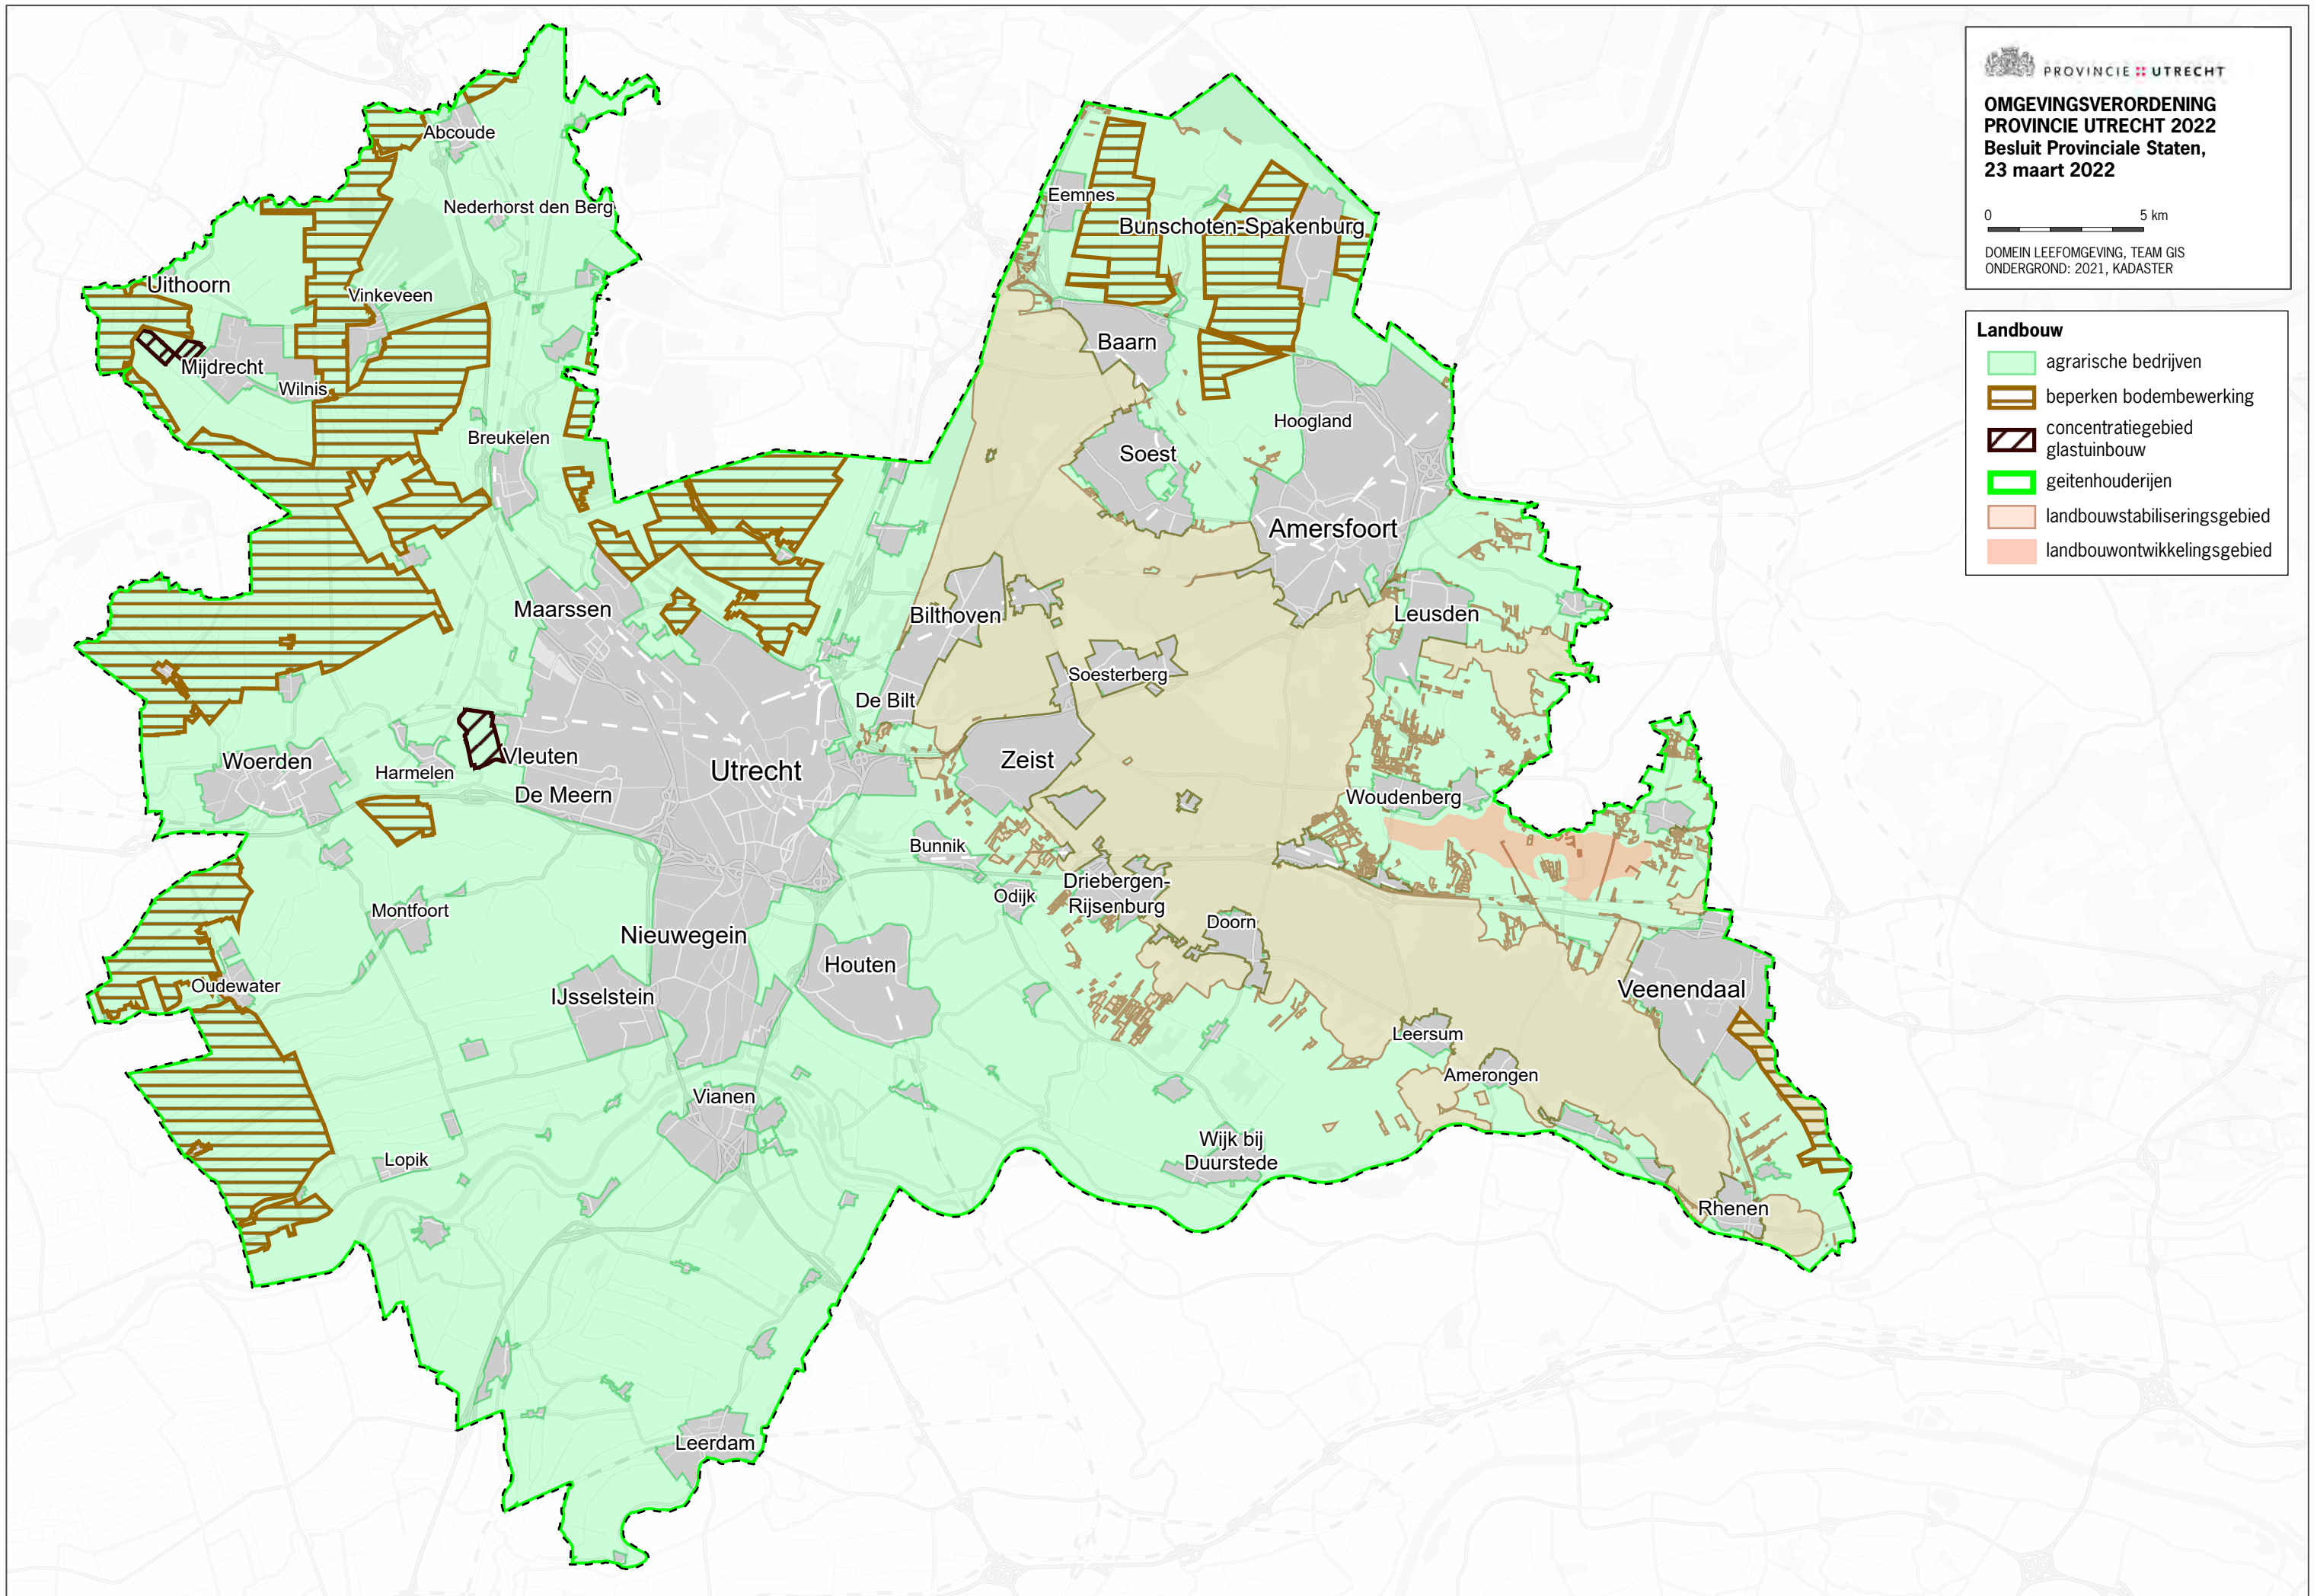 PROVINCIE UTRECHT
OMGEVINGSVERORDENING
PROVINCIE UTRECHT 2022
Besluit Provinciale Staten,
23 maart 2022
0 5 km
DOMEIN LEEFOMGEVING, TEAM GIS
ONDERGROND: 2021, KADASTER
Landbouw
agrarische bedrijven
beperken bodembewerking
concentratiegebied
glastuinbouw
geitenhouderijen
landbouwstabiliseringsgebied
landbouwontwikkelingsgebied
Abcoude
Eemnes
Nederhorst den Berg
Bunschoten-Spakenburg
Uithoorn
Vinkeveen
Baarn
Mijdrecht
Wilnis
Hoogland
Breukelen
Soest
Amersfoort
Maarssen
Bilthoven
Leusden
Soesterberg
De Bilt
Vleuten
Zeist
Woerden
Utrecht
Harmelen
De Meern
Woudenberg
Bunnik
Driebergen-
Rijsenburg
Odijk
Montfoort
Doorn
Nieuwegein
Houten
Oudewater
IJsselstein
Veenendaal
Leersum
Amerongen
Vianen
Wijk bij
Duurstede
Lopik
Rhenen
Leerdam